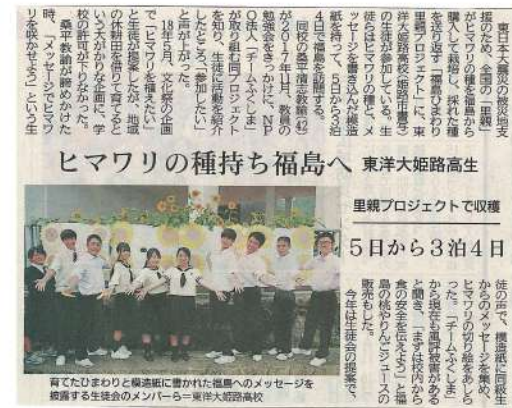 ヒマワリの種持ち福島へ 東洋大姫路高生
里親プロジェクトで収穫
5日から3泊4日
東日本大震災の被災地支
援のため、全国の「里親」
がヒマワリの種を福島から
購入して栽培し、採れた種
を送り返す「福島ひまわり
里親プロジェクト」に、東
洋大姫路高校(姫路市書写)
の生徒が参加している。生
徒らはヒマワリの種と、メ
ッセージを書き込んだ模造
紙を持って、5日から3泊
4日で福島を訪問する。
同校の桑平清志教諭(42)
が2017年11月、教員の
勉強会をきっかけに、NP
O法人「チームふくしま」
が取り組む同プロジェクト
を知り、生徒に活動を紹介
したところ、「参加したい」
と声が上がった。
18年5月、文化祭の企画
で「ヒマワリを植えたい」
と生徒が提案したが、地域
の休耕田を借りて育てると
いう大がかりな企画に、学
校の許可が下りなかった。
桑平教諭が諦めかけた
時、「メッセージでヒマワ
リを咲かせよう」という生
徒の声で、模造紙に同級生
からのメッセージを集め、
ヒマワリの切り絵をあしら
った。「チームふくしま」
から現在も風評被害がある
と聞き、「まずは校内から
食の安全を伝えよう」と福
島の桃やりんごジュースの
販売もした。
今年は生徒会の提案で、
育てたひまわりと模造紙に書かれた福島へのメッセージを
披露する生徒会のメンバーら=東洋大姫路高校